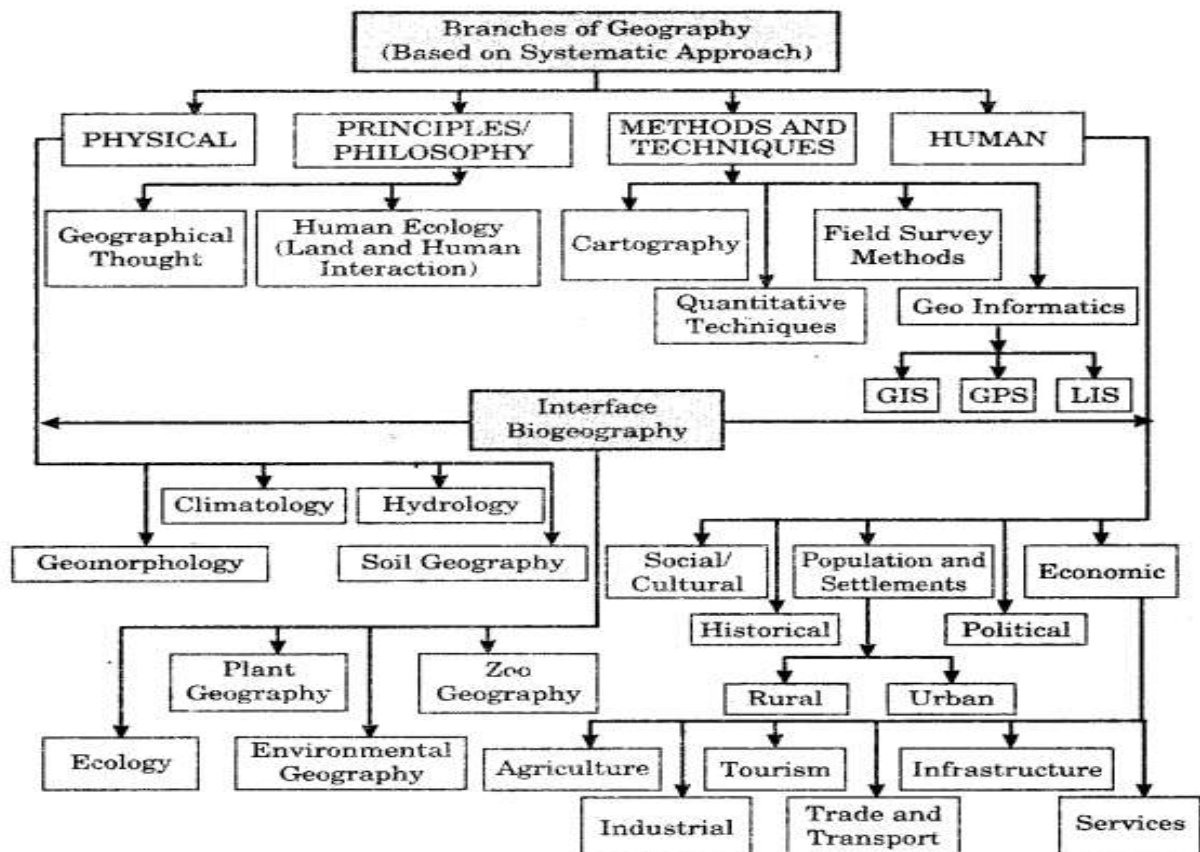 Branches of Geography
(Based on Systematic Approach)
PHYSICAL
PRINCIPLES/
PHILOSOPHY
METHODS AND
TECHNIQUES
HUMAN
Geographical
Thought
Human Ecology
(Land and Human
Interaction)
Cartography
Field Survey
Methods
Quantitative
Techniques
Geo Informatics
GIS
GPS
LIS
Interface
Biogeography
Climatology
Hydrology
Geomorphology
Soil Geography
Social/
Cultural
Population and
Settlements
Economic
Historical
Political
Rural
Urban
Plant
Geography
Zoo
Geography
Ecology
Environmental
Geography
Agriculture
Tourism
Infrastructure
Industrial
Trade and
Transport
Services